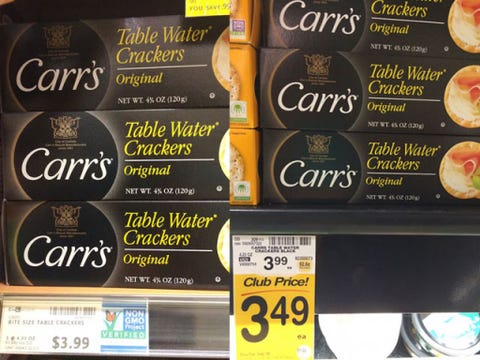 YOU SAVE .95
Table Water
Crackers
Carr's
Original
NET WT. 4¼ OZ (120g)
Table Water
Crackers
Carr's
Original
NET WT. 4¼ OZ (120g)
Table Water
Crackers
Carr's
Original
NET WT. 4¼ OZ (120g)
BITE SIZE TABLE CRACKERS
$3.99
NON
GMO
Project
VERIFIED
Carr's
Original
NET WT. 4¼ OZ (120g)
Table Water
Crackers
Carr's
Original
NET WT. 4¼ OZ (120g)
Table Water
Crackers
Carr's
Original
NET WT. 4¼ OZ (120g)
CARRS TABLE WATER
CRACKERS BLACK
3.99
ea
Club Price!
3.49
ea